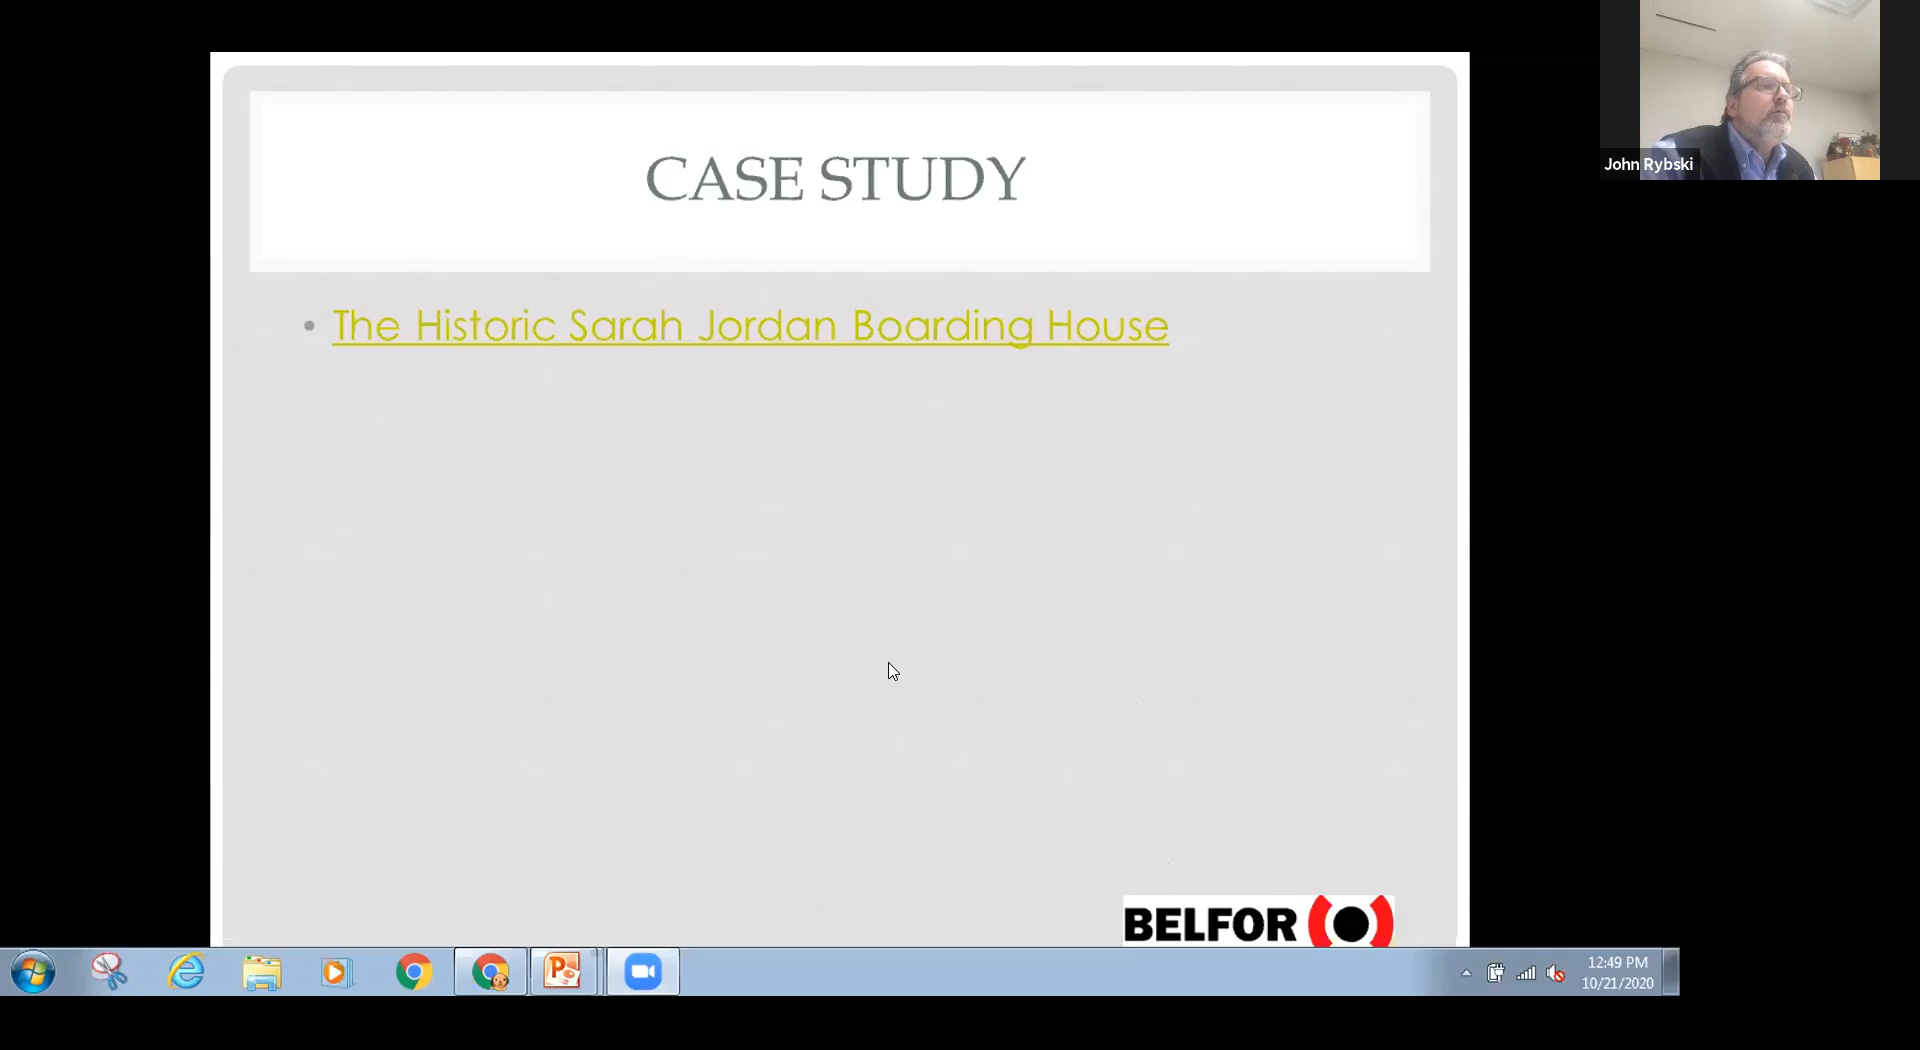 John Rybski
CASE STUDY
• The Historic Sarah Jordan Boarding House
BELFOR
12:49 PM
10/21/2020